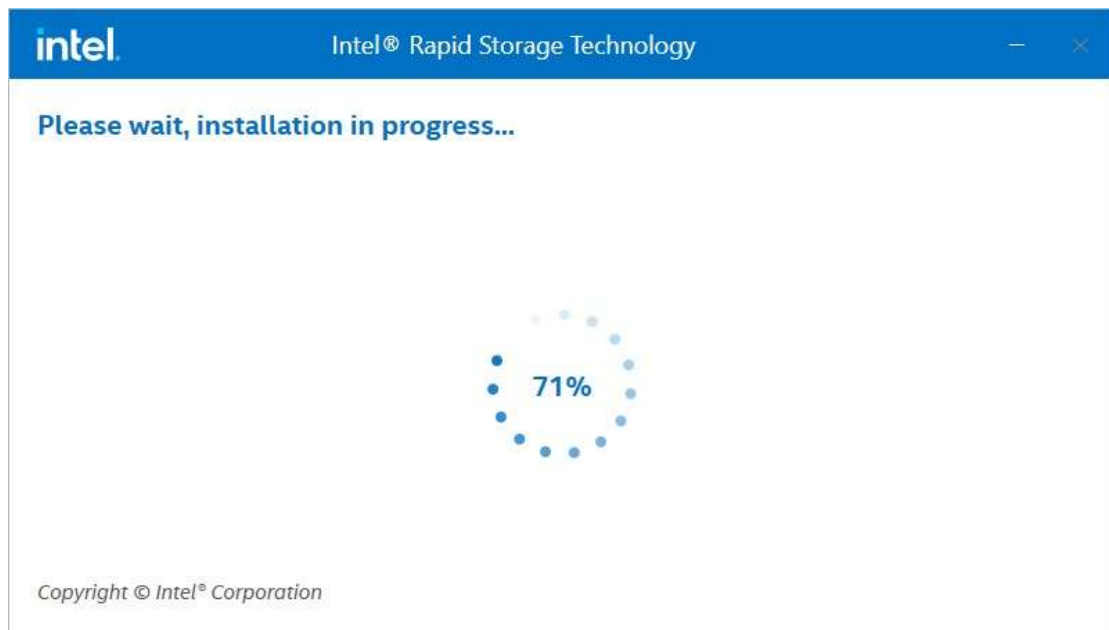 intel.
Intel® Rapid Storage Technology
Please wait, installation in progress...
71%
Copyright © Intel® Corporation